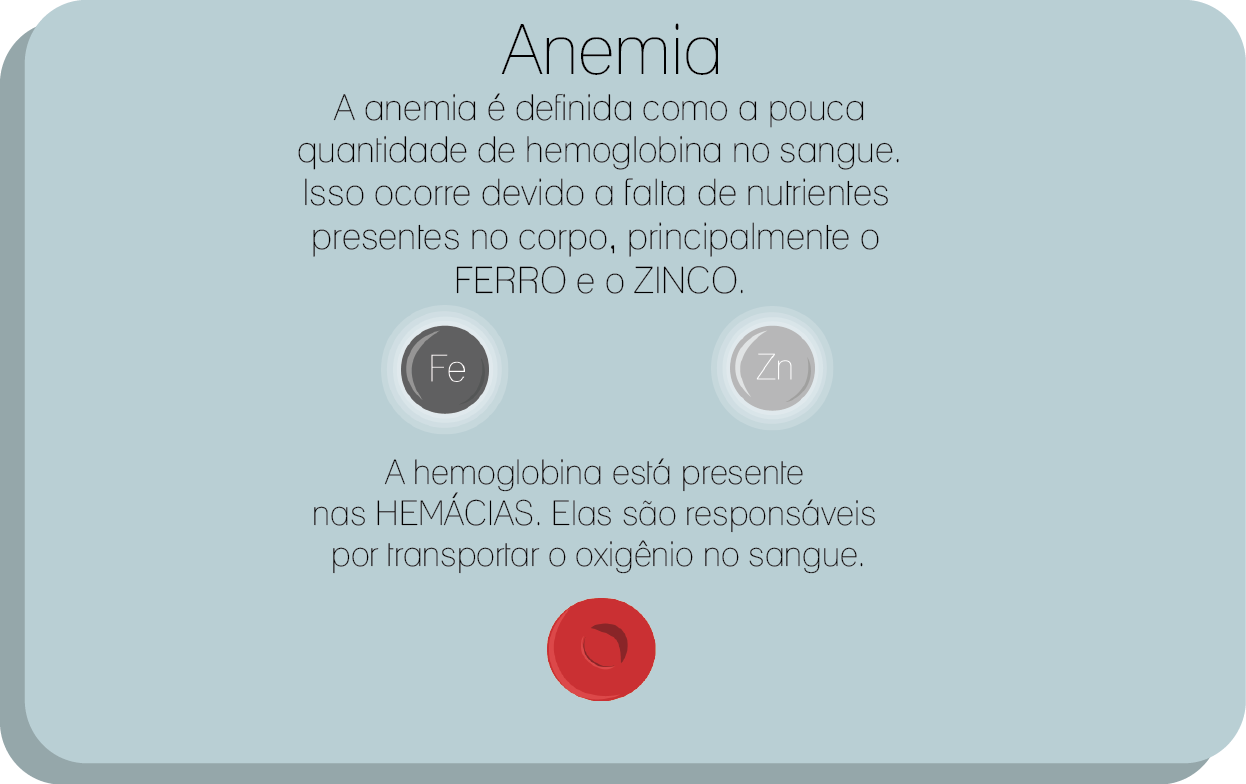 Anemia
A anemia é definida como a pouca
quantidade de hemoglobina no sangue.
Isso ocorre devido a falta de nutrientes
presentes no corpo, principalmente o
FERRO e o ZINCO.
Fe Zn
A hemoglobina está presente
nas HEMÁCIAS. Elas são responsáveis
por transportar o oxigênio no sangue.